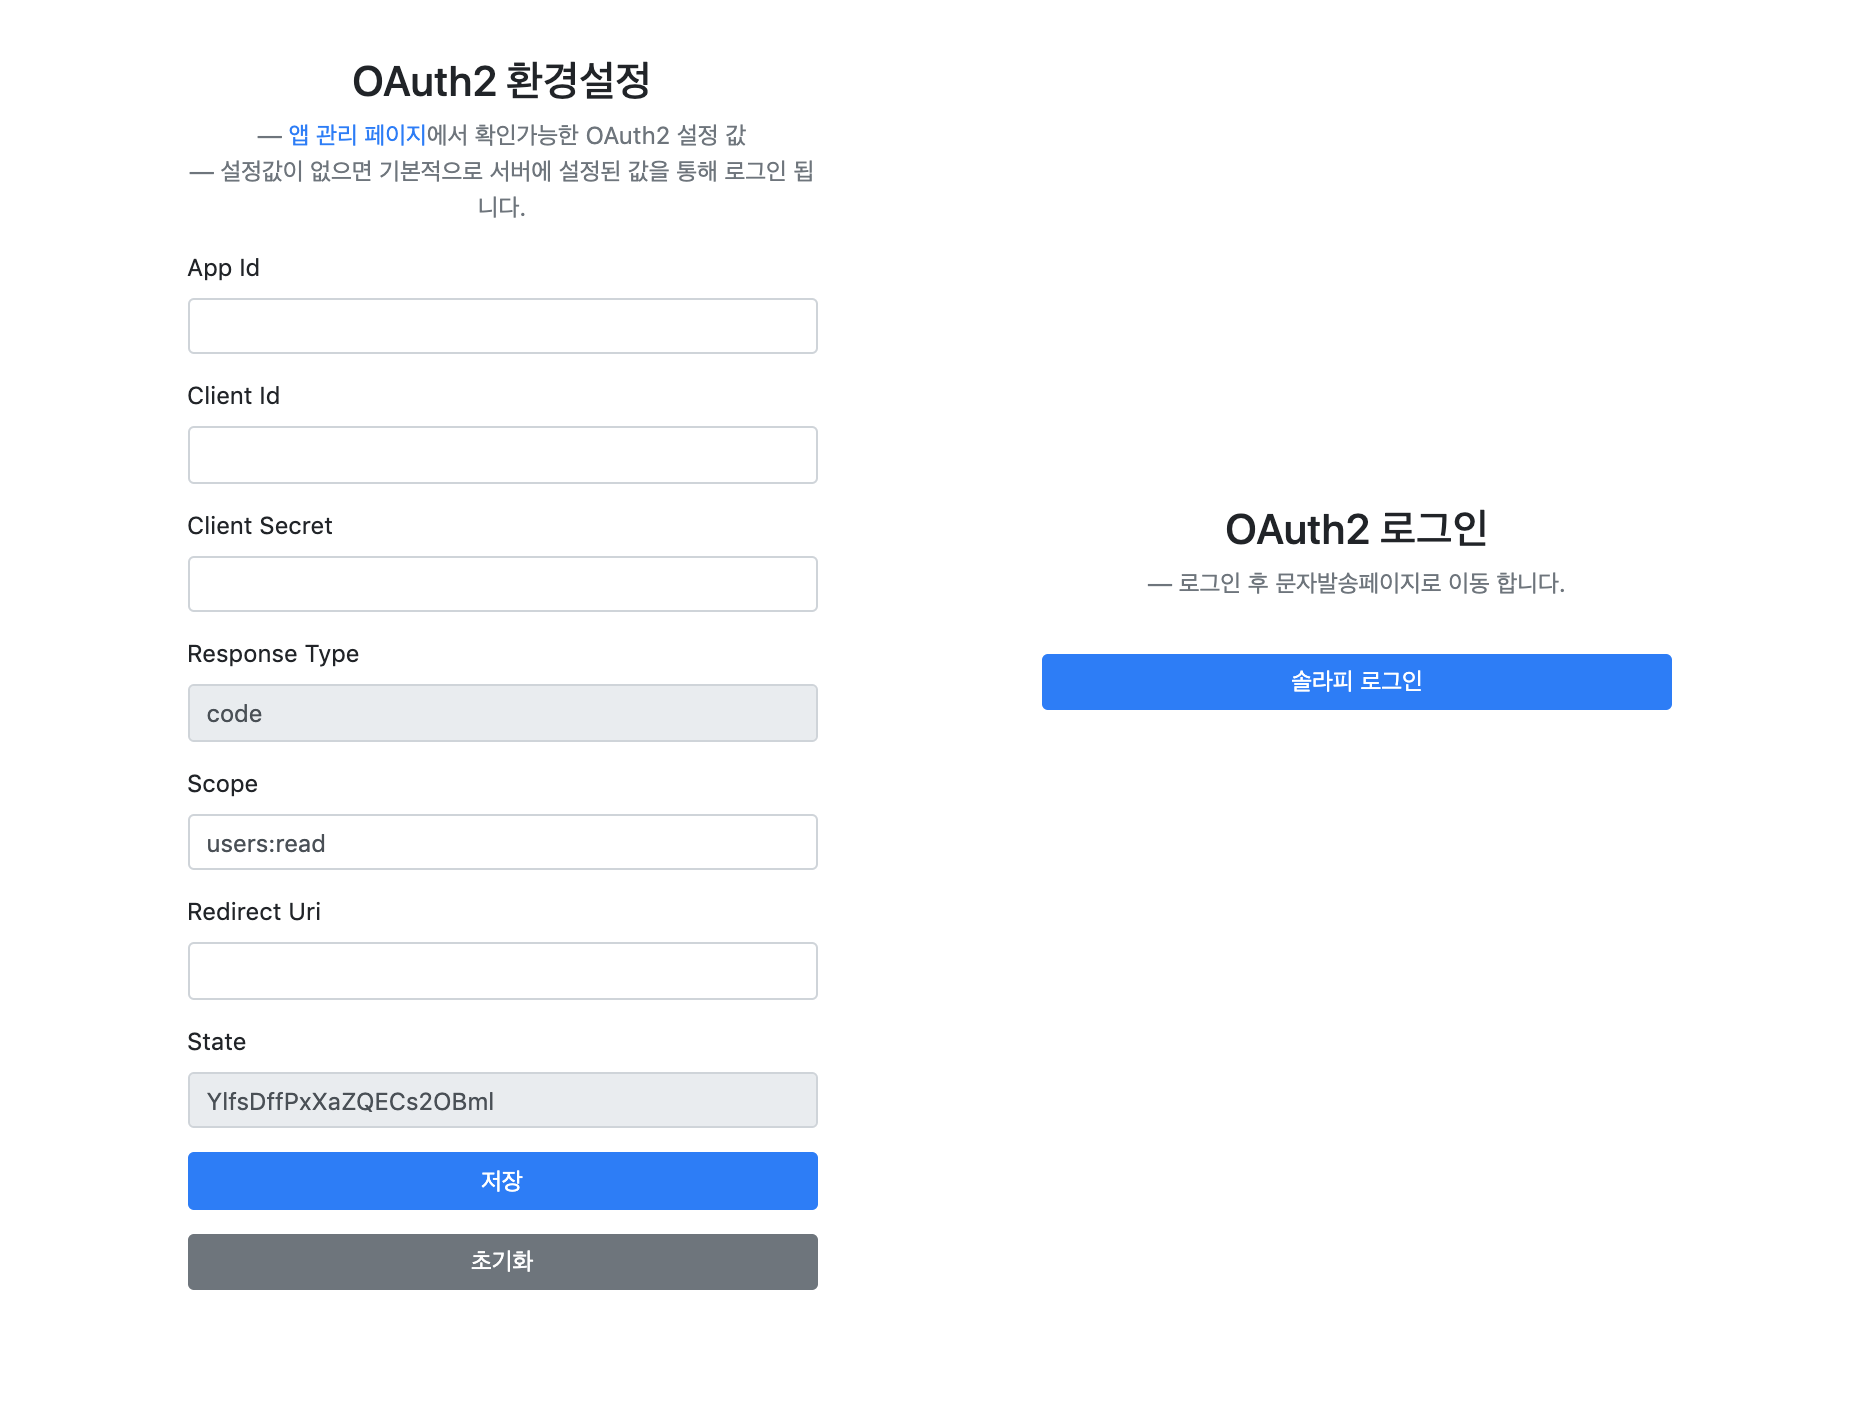 OAuth2 환경설정
— 앱 관리 페이지에서 확인가능한 OAuth2 설정 값
— 설정값이 없으면 기본적으로 서버에 설정된 값을 통해 로그인 됩
니다.
App Id
Client Id
Client Secret
Response Type
code
Scope
users:read
Redirect Uri
State
YlfsDffPxXaZQECs2OBml
저장
초기화
OAuth2 로그인
— 로그인 후 문자발송페이지로 이동 합니다.
솔라피 로그인